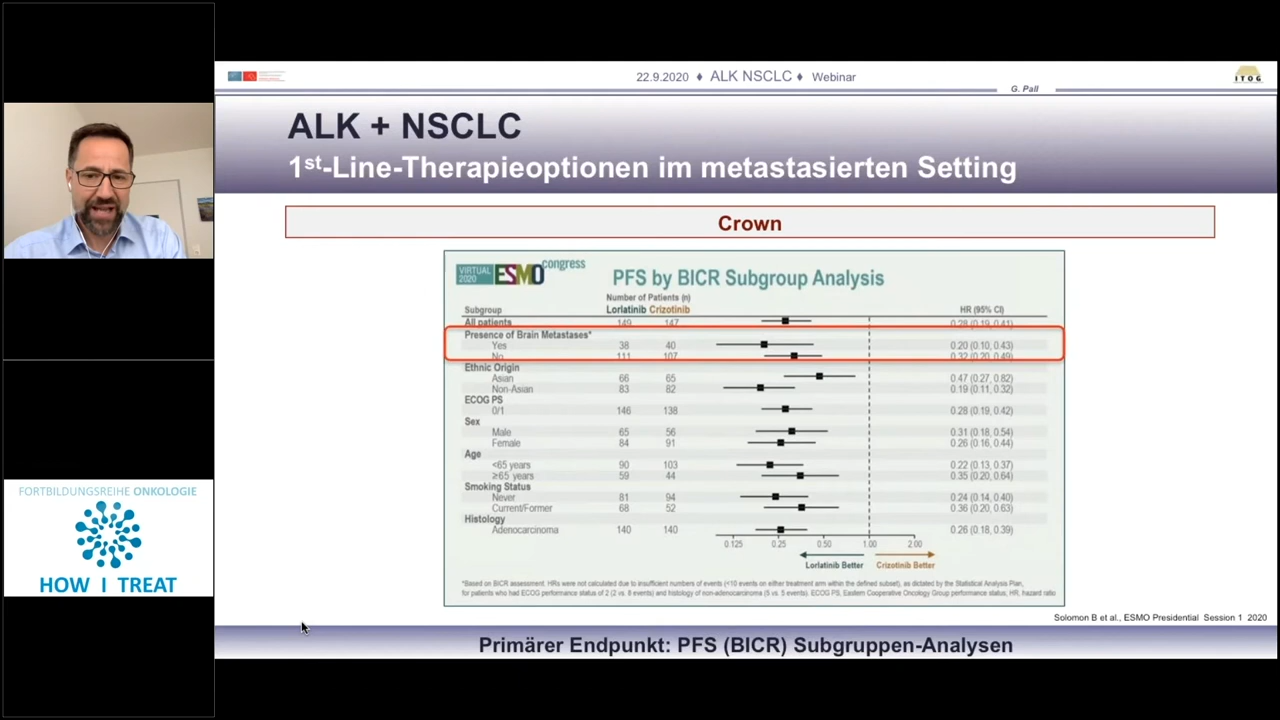 22.9.2020 ♦ ALK NSCLC ♦ Webinar
ITOG
G. Pall
ALK + NSCLC
1st-Line-Therapieoptionen im metastasierten Setting
Crown
VIRTUAL 2020 ESMO congress
PFS by BICR Subgroup Analysis
Number of Patients (n)
Subgroup Lorlatinib Crizotinib HR (95% CI)
All patients 149 147 0.28 (0.19, 0.41)
Presence of Brain Metastases*
Yes 38 40 0.20 (0.10, 0.43)
No 111 107 0.32 (0.20, 0.49)
Ethnic Origin
Asian 66 65 0.47 (0.27, 0.82)
Non-Asian 83 82 0.19 (0.11, 0.32)
ECOG PS
0/1 146 138 0.28 (0.19, 0.42)
Sex
Male 65 56 0.31 (0.18, 0.54)
Female 84 91 0.26 (0.16, 0.44)
Age
<65 years 90 103 0.22 (0.13, 0.37)
≥65 years 59 44 0.35 (0.20, 0.64)
Smoking Status
Never 81 94 0.24 (0.14, 0.40)
Current/Former 68 52 0.36 (0.20, 0.63)
Histology
Adenocarcinoma 140 140 0.26 (0.18, 0.39)
0.125 0.25 0.50 1.00 2.00
Lorlatinib Better Crizotinib Better
*Based on BICR assessment. HRs were not calculated due to insufficient numbers of events (<10 events on either treatment arm within the defined subset), as dictated by the Statistical Analysis Plan,
for patients who had ECOG performance status of 2 (2 vs. 8 events) and histology of non-adenocarcinoma (5 vs. 5 events). ECOG PS, Eastern Cooperative Oncology Group performance status; HR, hazard ratio
Solomon B et al., ESMO Presidential Session 1 2020
Primärer Endpunkt: PFS (BICR) Subgruppen-Analysen
FORTBILDUNGSREIHE ONKOLOGIE
HOW I TREAT